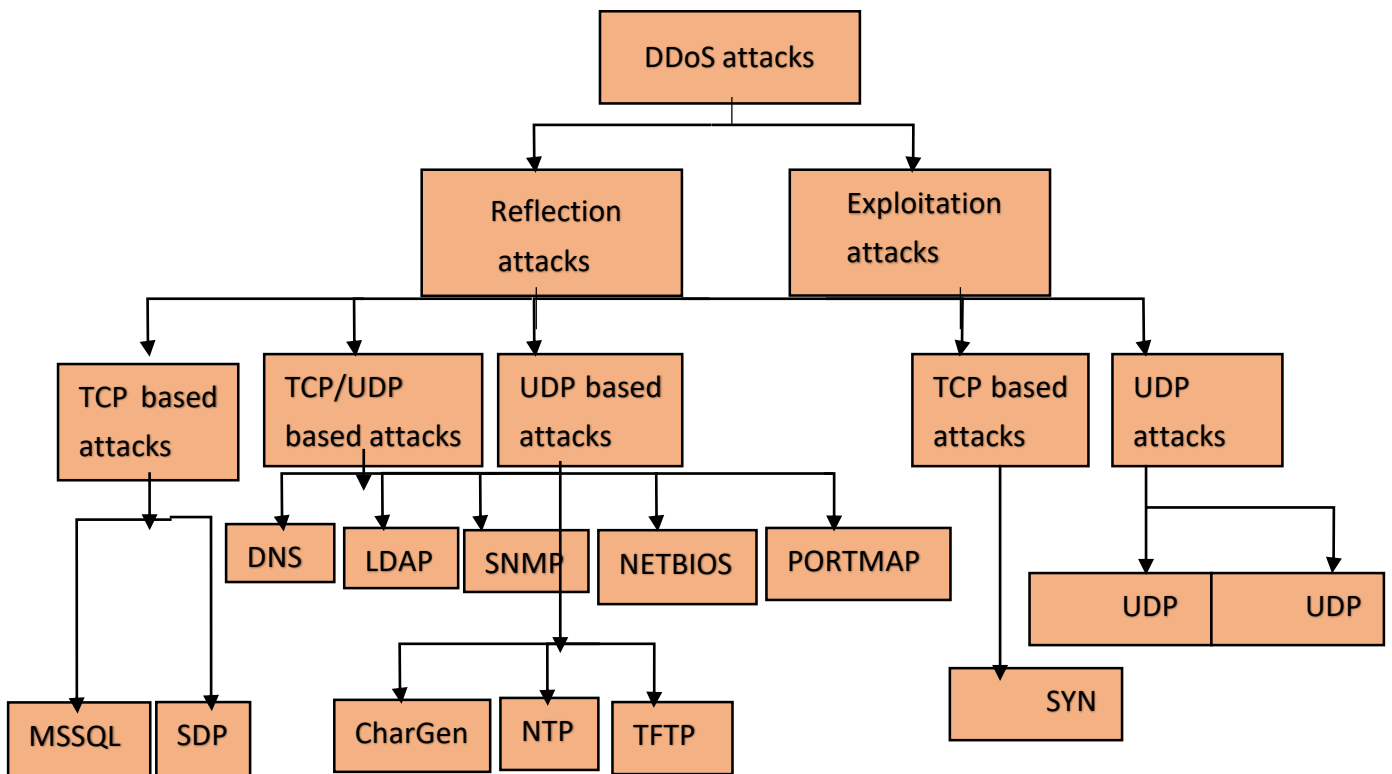 DDoS attacks
Reflection
attacks
Exploitation
attacks
TCP based
attacks
TCP/UDP
based attacks
UDP based
attacks
TCP based
attacks
UDP
attacks
DNS
LDAP
SNMP
NETBIOS
PORTMAP
UDP
UDP
MSSQL
SDP
CharGen
NTP
TFTP
SYN